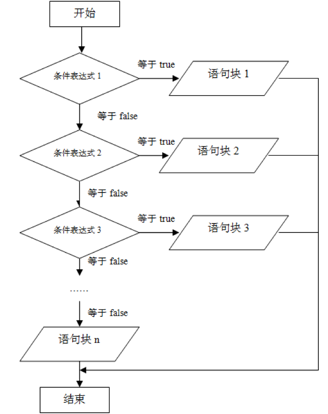 开始
条件表达式 1
等于 true
语句块 1
等于 false
条件表达式 2
等于 true
语句块 2
等于 false
条件表达式 3
等于 true
语句块 3
等于 false
……
等于 false
语句块 n
结束